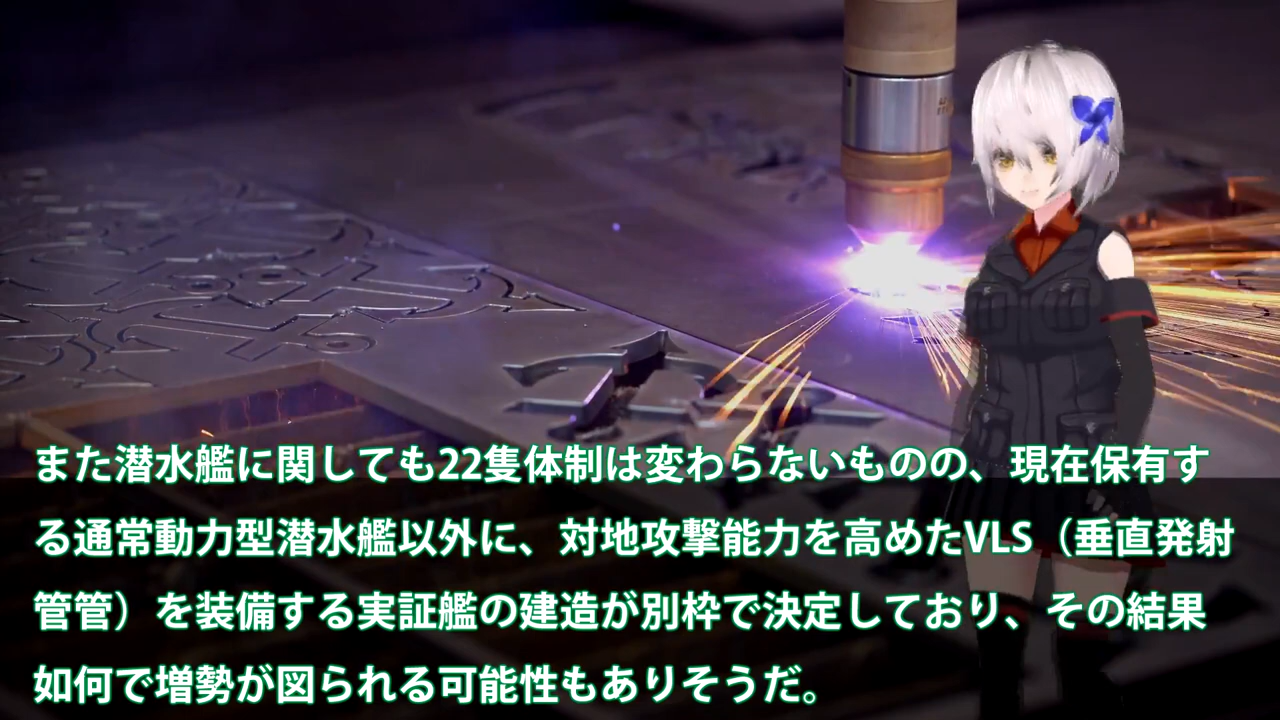 また潜水艦に関しても22隻体制は変わらないものの、現在保有す
る通常動力型潜水艦以外に、対地攻撃能力を高めたVLS（垂直発射
管管）を装備する実証艦の建造が別枠で決定しており、その結果
如何で増勢が図られる可能性もありそうだ。